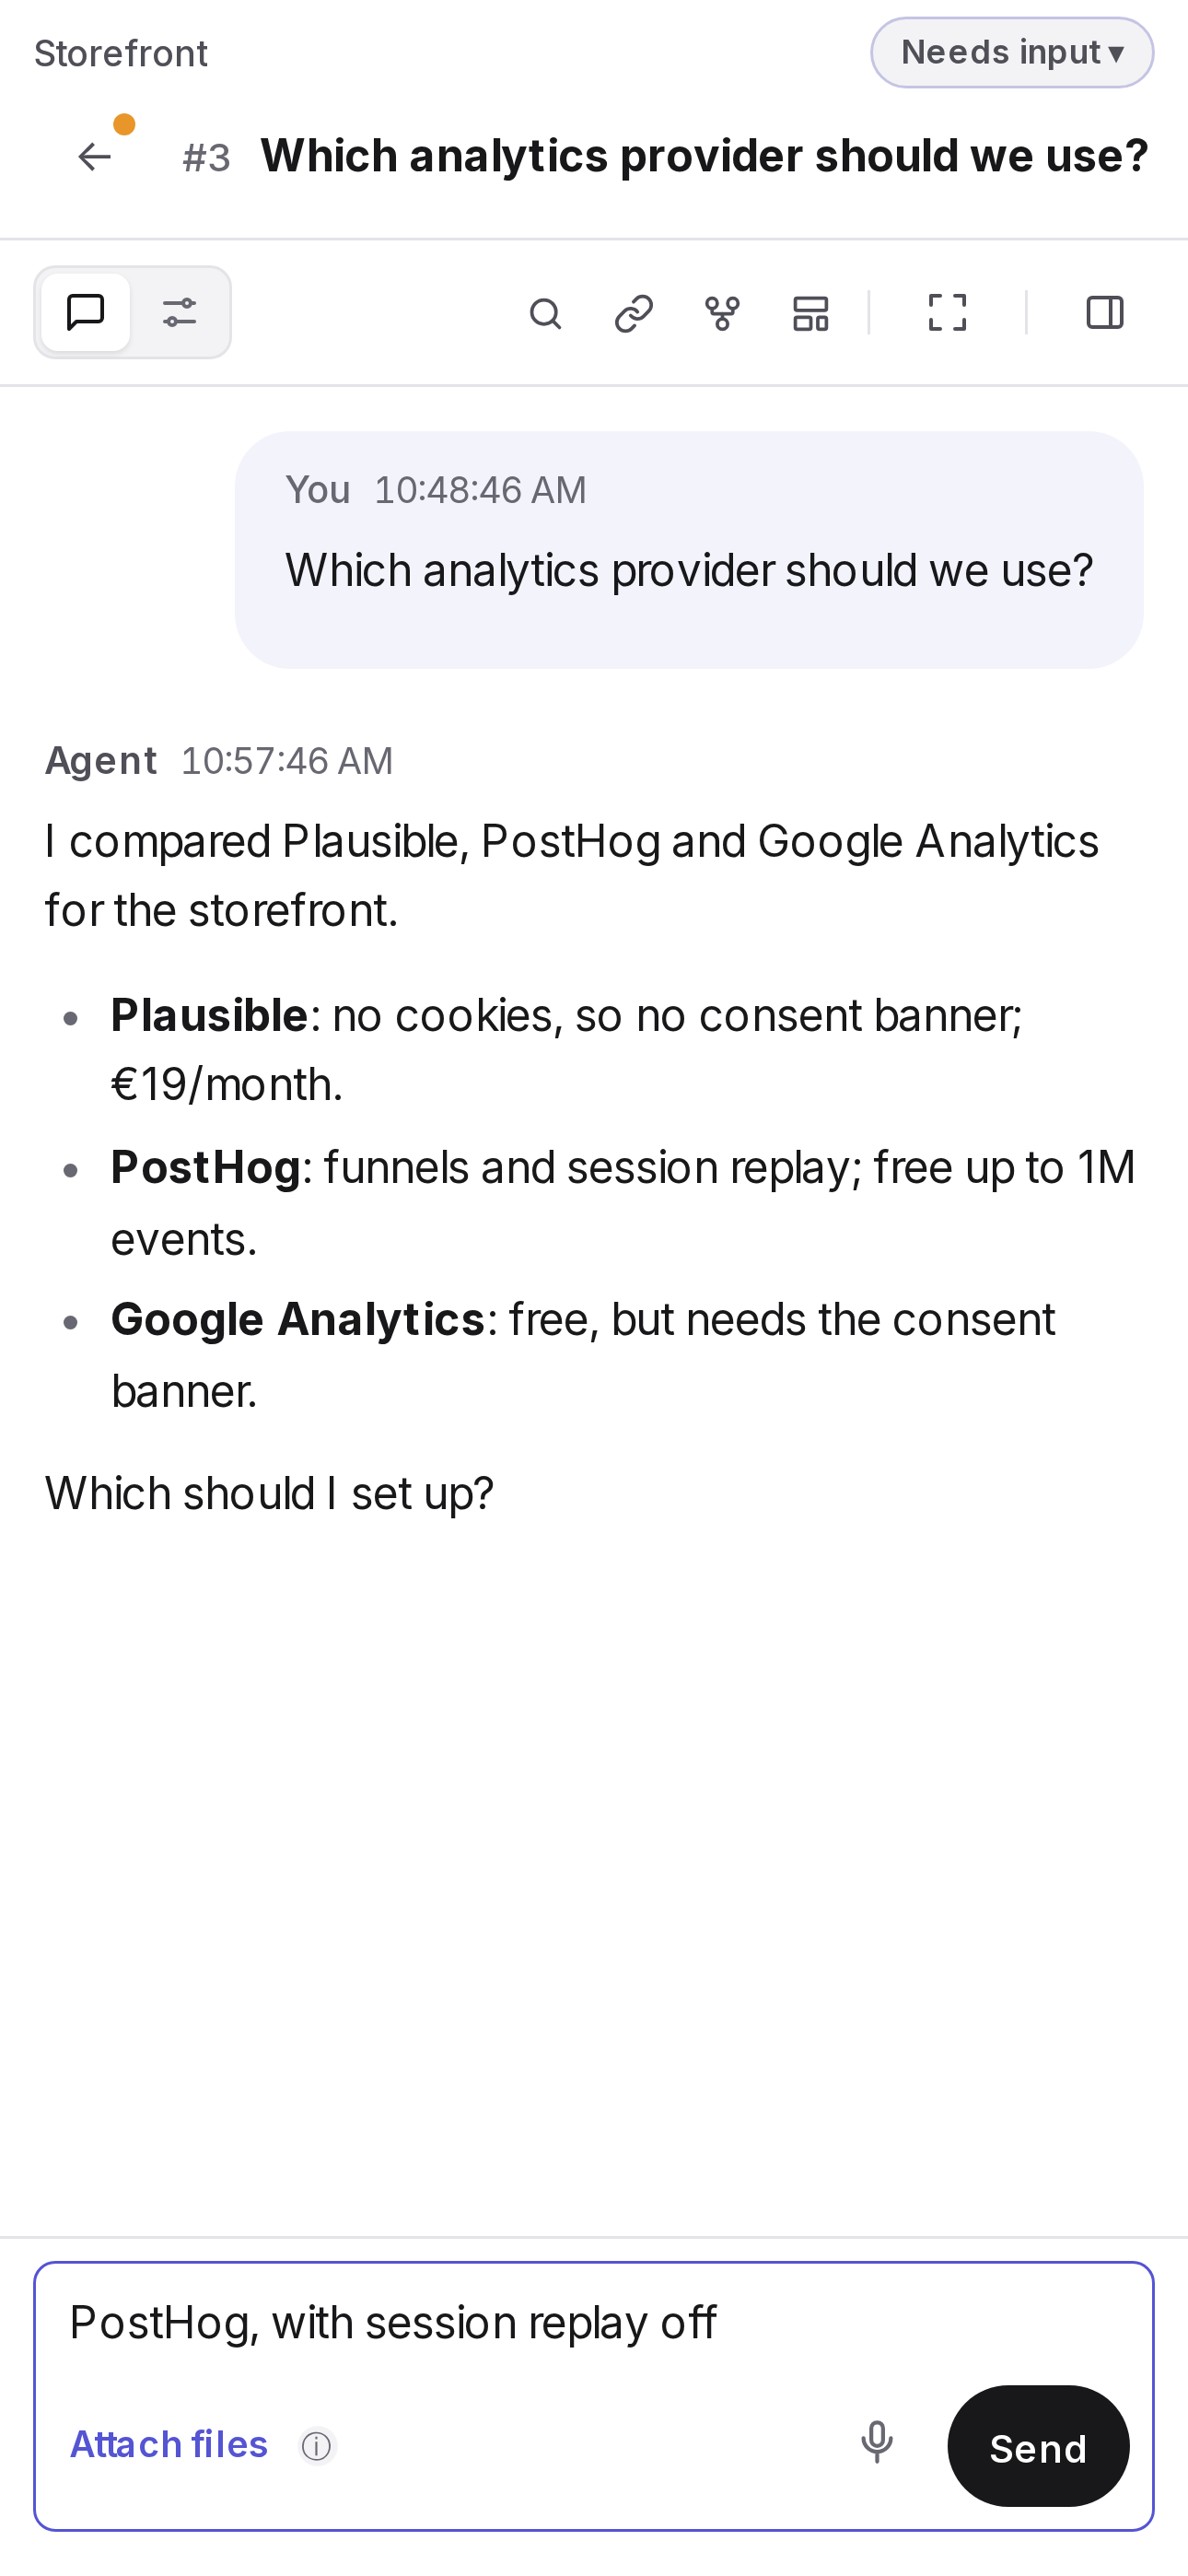 Storefront
Needs input ▾
#3 Which analytics provider should we use?
You 10:48:46 AM
Which analytics provider should we use?
Agent 10:57:46 AM
I compared Plausible, PostHog and Google Analytics
for the storefront.
• Plausible: no cookies, so no consent banner;
€19/month.
• PostHog: funnels and session replay; free up to 1M
events.
• Google Analytics: free, but needs the consent
banner.
Which should I set up?
PostHog, with session replay off
Attach files ⓘ
Send